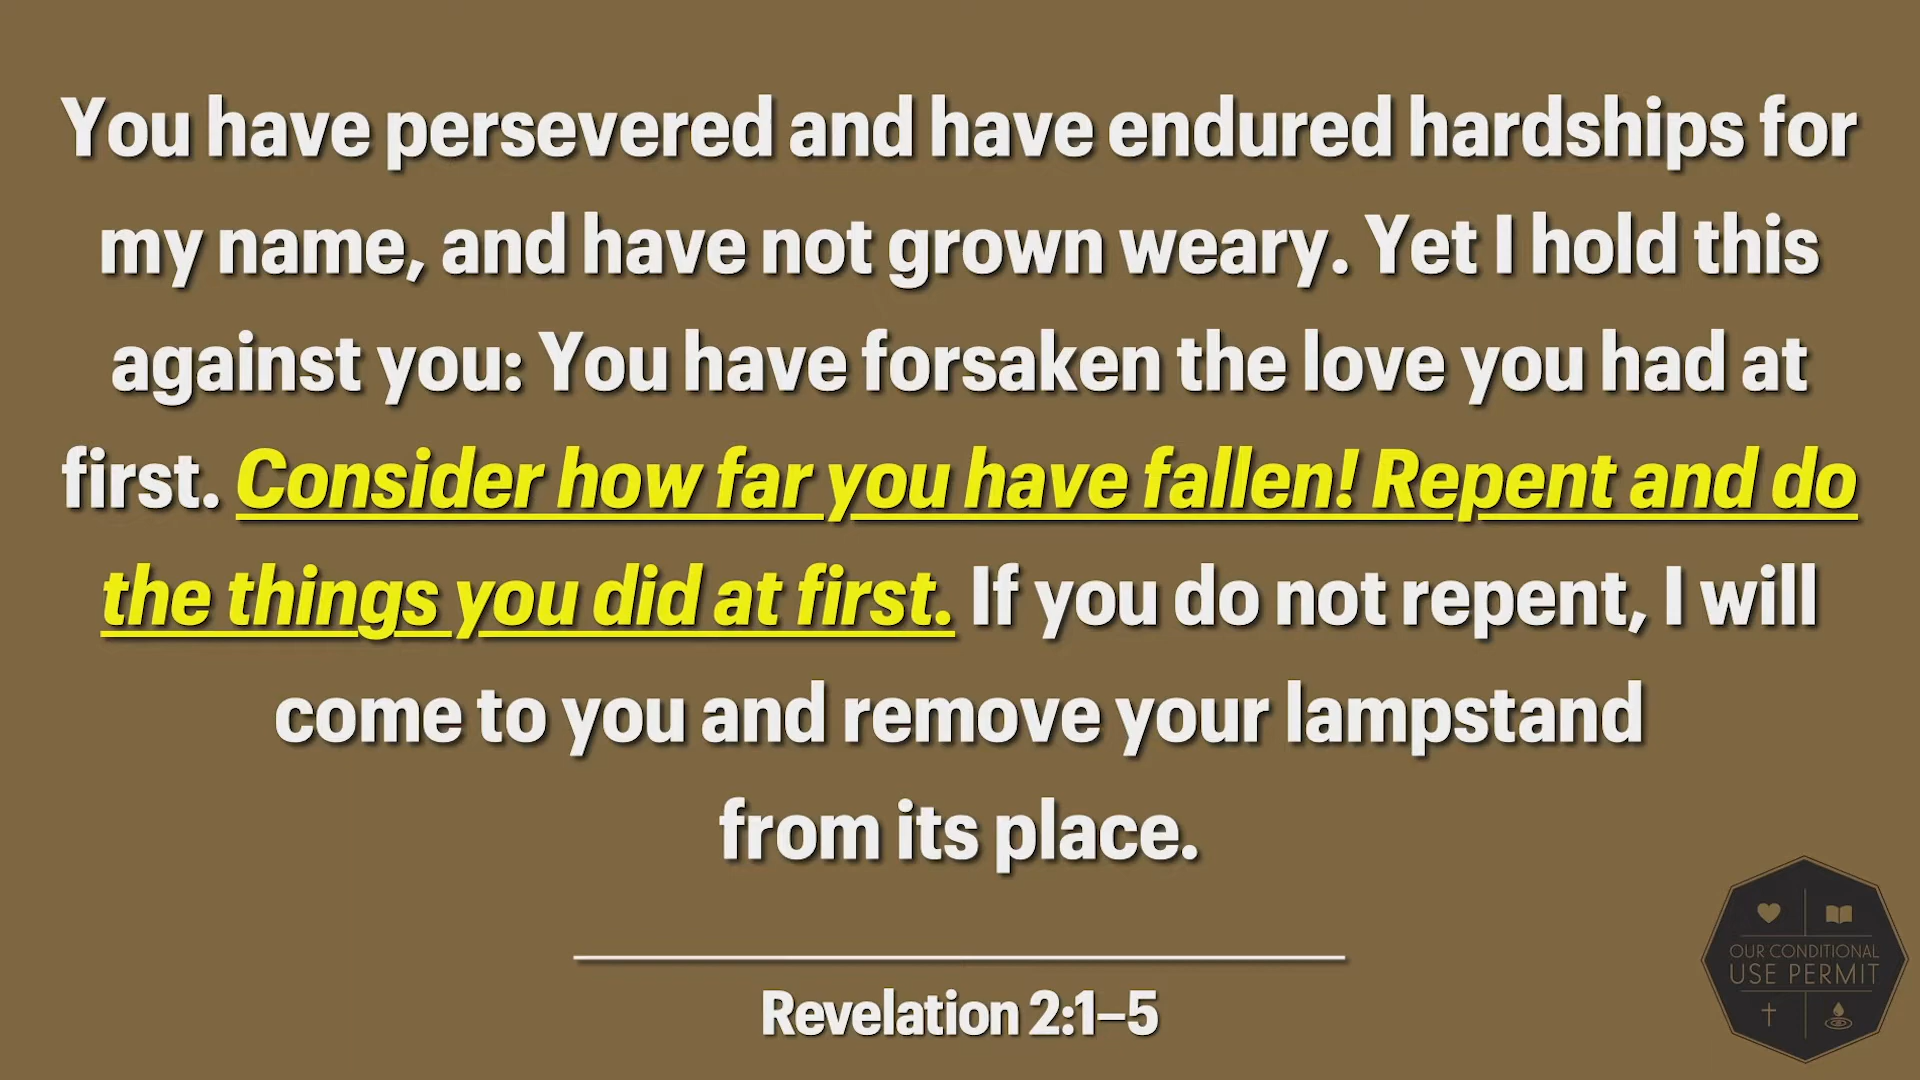 You have persevered and have endured hardships for
my name, and have not grown weary. Yet I hold this
against you: You have forsaken the love you had at
first. Consider how far you have fallen! Repent and do
the things you did at first. If you do not repent, I will
come to you and remove your lampstand
from its place.
Revelation 2:1–5
OUR CONDITIONAL
USE PERMIT